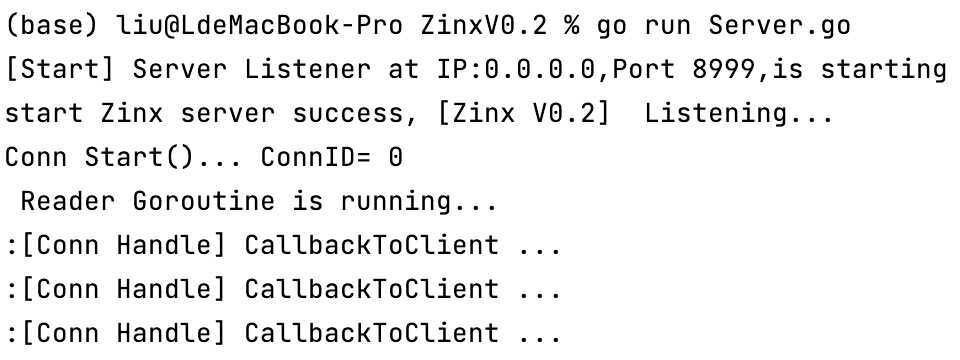 (base) liu@LdeMacBook-Pro ZinxV0.2 % go run Server.go
[Start] Server Listener at IP:0.0.0.0,Port 8999,is starting
start Zinx server success, [Zinx V0.2]  Listening...
Conn Start()... ConnID= 0
 Reader Goroutine is running...
:[Conn Handle] CallbackToClient ...
:[Conn Handle] CallbackToClient ...
:[Conn Handle] CallbackToClient ...